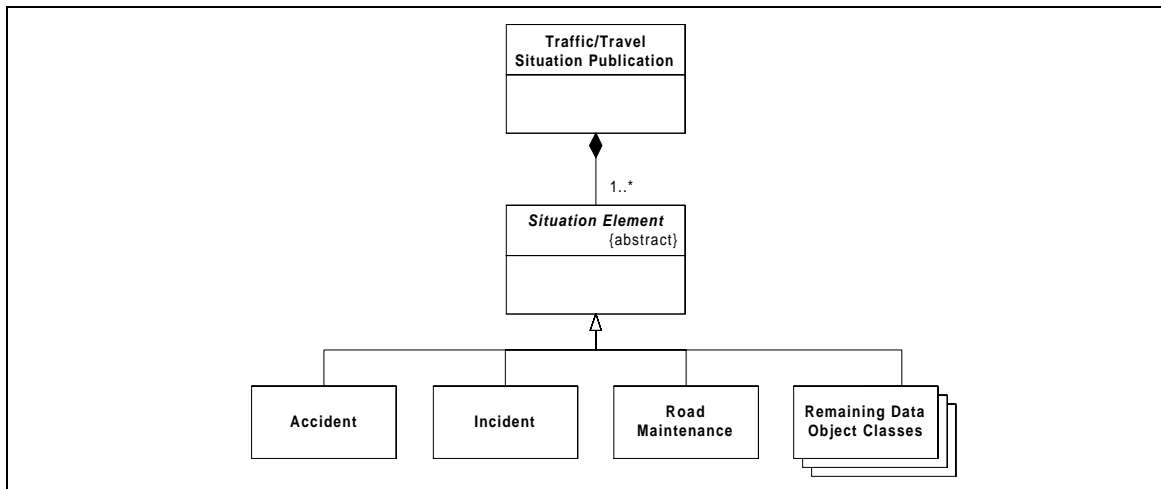 Traffic/Travel
Situation Publication
1..*
Situation Element
{abstract}
Accident
Incident
Road
Maintenance
Remaining Data
Object Classes